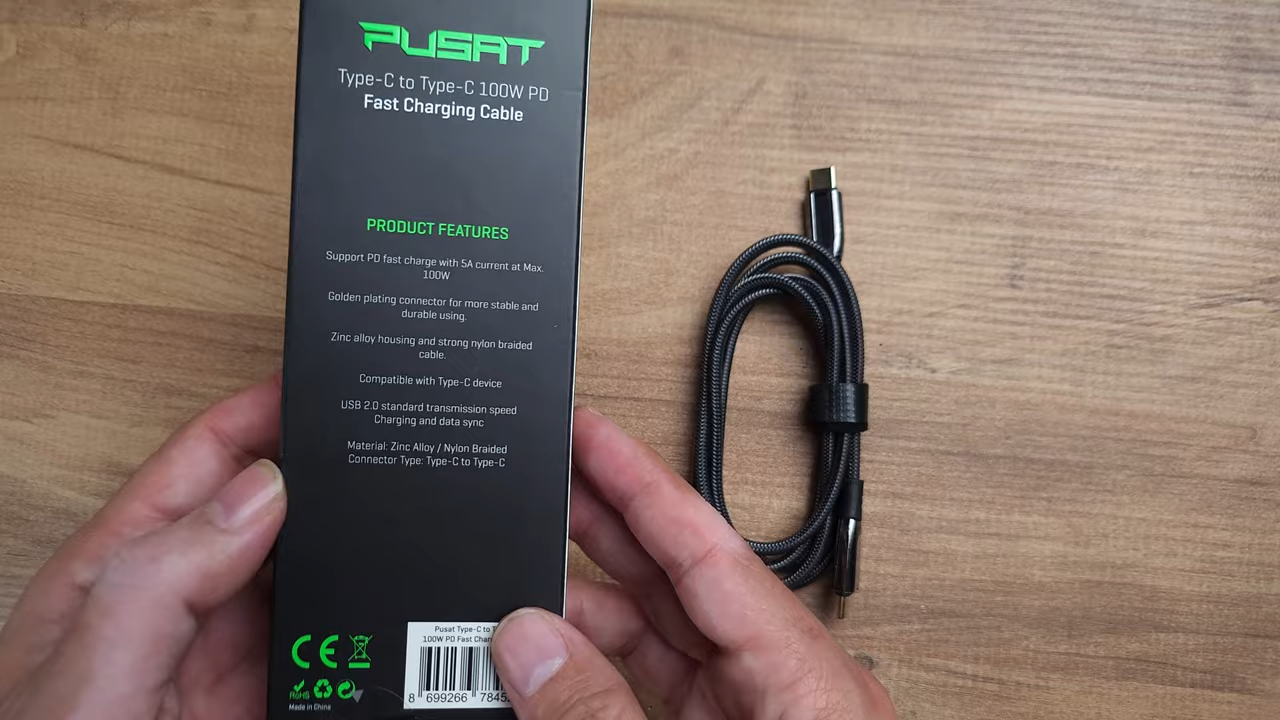 PUSAT
Type-C to Type-C 100W PD
Fast Charging Cable
PRODUCT FEATURES
Support PD fast charge with 5A current at Max.
100W
Golden plating connector for more stable and
durable using.
Zinc alloy housing and strong nylon braided
cable.
Compatible with Type-C device
USB 2.0 standard transmission speed
Charging and data sync
Material: Zinc Alloy / Nylon Braided
Connector Type: Type-C to Type-C
CE
RoHS
Made in China
Pusat Type-C to
100W PD Fast
8 699266 7845